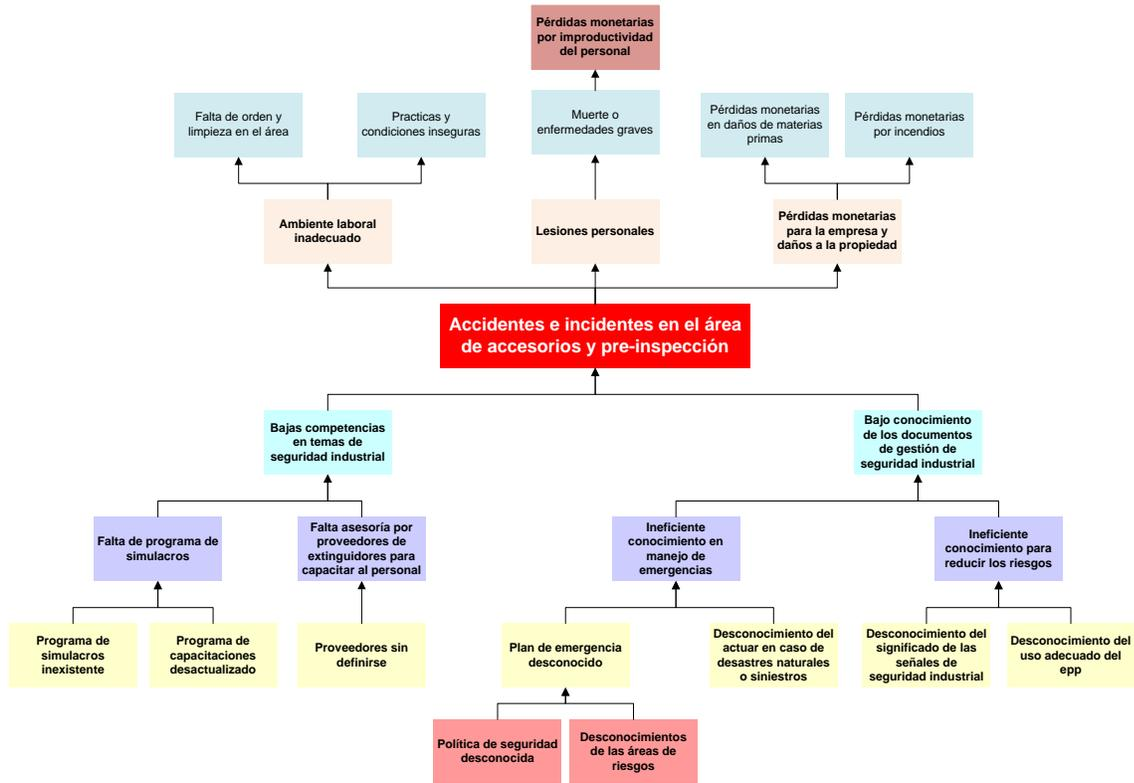 Pérdidas monetarias
por improductividad
del personal
Falta de orden y
limpieza en el área
Practicas y
condiciones inseguras
Muerte o
enfermedades graves
Pérdidas monetarias
en daños de materias
primas
Pérdidas monetarias
por incendios
Ambiente laboral
inadecuado
Lesiones personales
Pérdidas monetarias
para la empresa y
daños a la propiedad
Accidentes e incidentes en el área
de accesorios y pre-inspección
Bajas competencias
en temas de
seguridad industrial
Bajo conocimiento
de los documentos
de gestión de
seguridad industrial
Falta de programa de
simulacros
Falta asesoría por
proveedores de
extinguidores para
capacitar al personal
Ineficiente
conocimiento en
manejo de
emergencias
Ineficiente
conocimiento para
reducir los riesgos
Programa de
simulacros
inexistente
Programa de
capacitaciones
desactualizado
Proveedores sin
definirse
Plan de emergencia
desconocido
Desconocimiento del
actuar en caso de
desastres naturales
o siniestros
Desconocimiento del
significado de las
señales de
seguridad industrial
Desconocimiento del
uso adecuado del
epp
Política de seguridad
desconocida
Desconocimientos
de las áreas de
riesgos